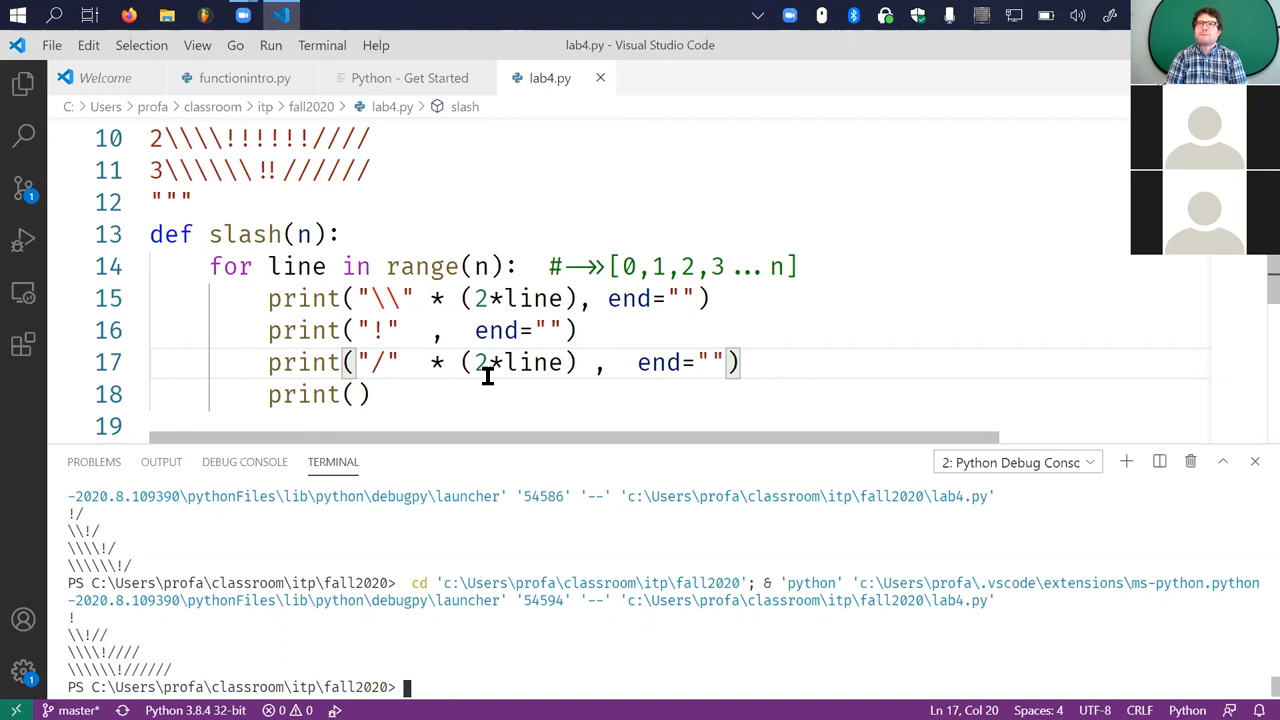 File Edit Selection View Go Run Terminal Help lab4.py - Visual Studio Code
Welcome functionintro.py Python - Get Started lab4.py
C: > Users > profa > classroom > itp > fall2020 > lab4.py > slash
10 2\\\\!!!!!!////
11 3\\\\\\!!//////
12 """
13 def slash(n):
14 for line in range(n): #->>[0,1,2,3...n]
15 print("\\" * (2*line), end="")
16 print("!" , end="")
17 print("/" * (2*line) , end="")
18 print()
19
PROBLEMS OUTPUT DEBUG CONSOLE TERMINAL 2: Python Debug Consc
-2020.8.109390\pythonFiles\lib\python\debugpy\launcher' '54586' '--' 'c:\Users\profa\classroom\itp\fall2020\lab4.py'
!/
\\!/
\\\\!/
\\\\\\!/
PS C:\Users\profa\classroom\itp\fall2020> cd 'c:\Users\profa\classroom\itp\fall2020'; & 'python' 'c:\Users\profa\.vscode\extensions\ms-python.python
-2020.8.109390\pythonFiles\lib\python\debugpy\launcher' '54594' '--' 'c:\Users\profa\classroom\itp\fall2020\lab4.py'
!
\\!//
\\\\!////
\\\\\\!//////
PS C:\Users\profa\classroom\itp\fall2020>
master* Python 3.8.4 32-bit 0 0 Ln 17, Col 20 Spaces: 4 UTF-8 CRLF Python